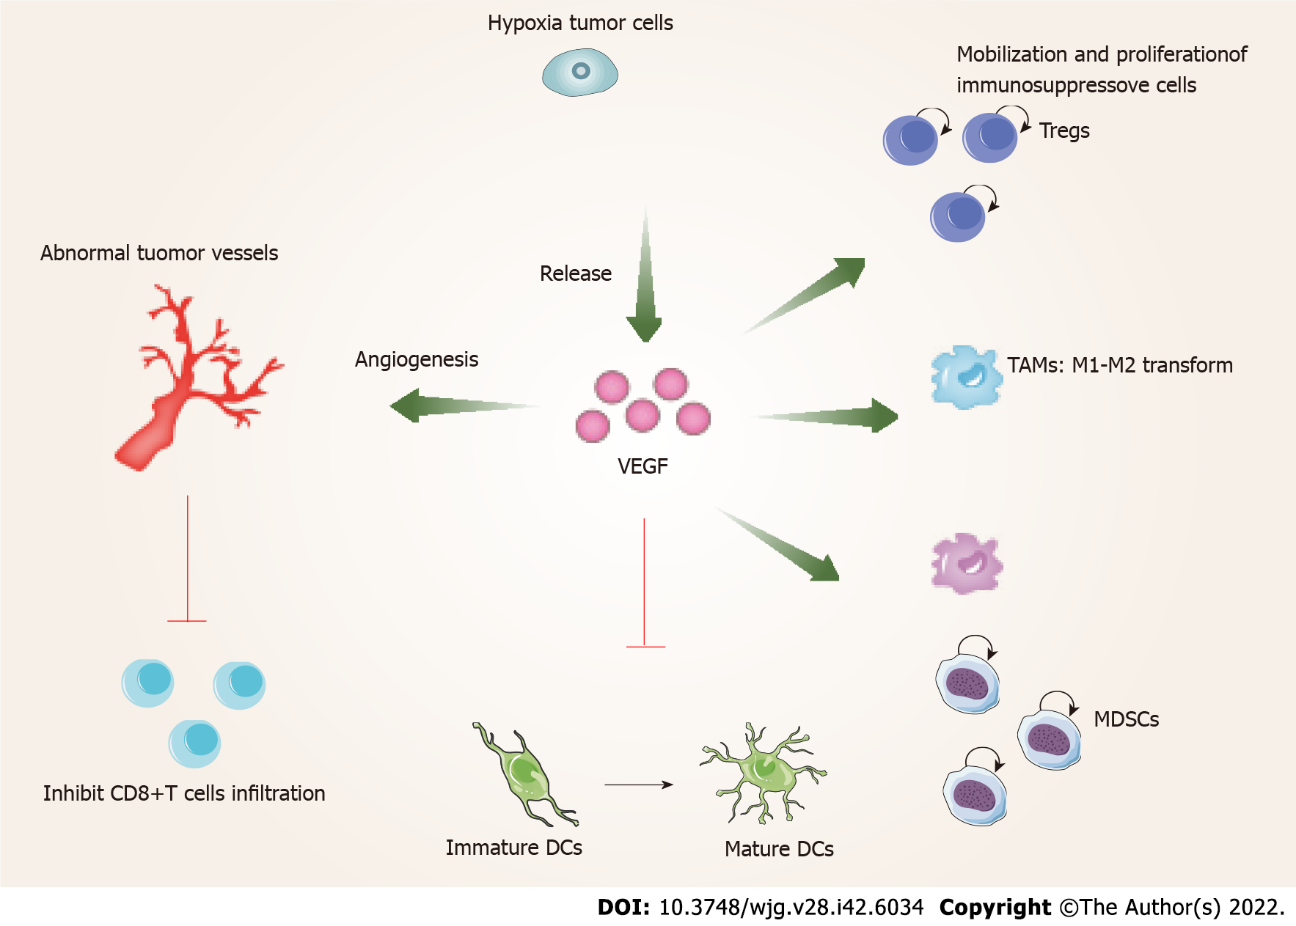 Hypoxia tumor cells
Mobilization and proliferationof
immunosuppressove cells
Tregs
Abnormal tuomor vessels
Release
Angiogenesis
TAMs: M1-M2 transform
VEGF
MDSCs
Inhibit CD8+T cells infiltration
Immature DCs
Mature DCs
DOI: 10.3748/wjg.v28.i42.6034 Copyright ©The Author(s) 2022.